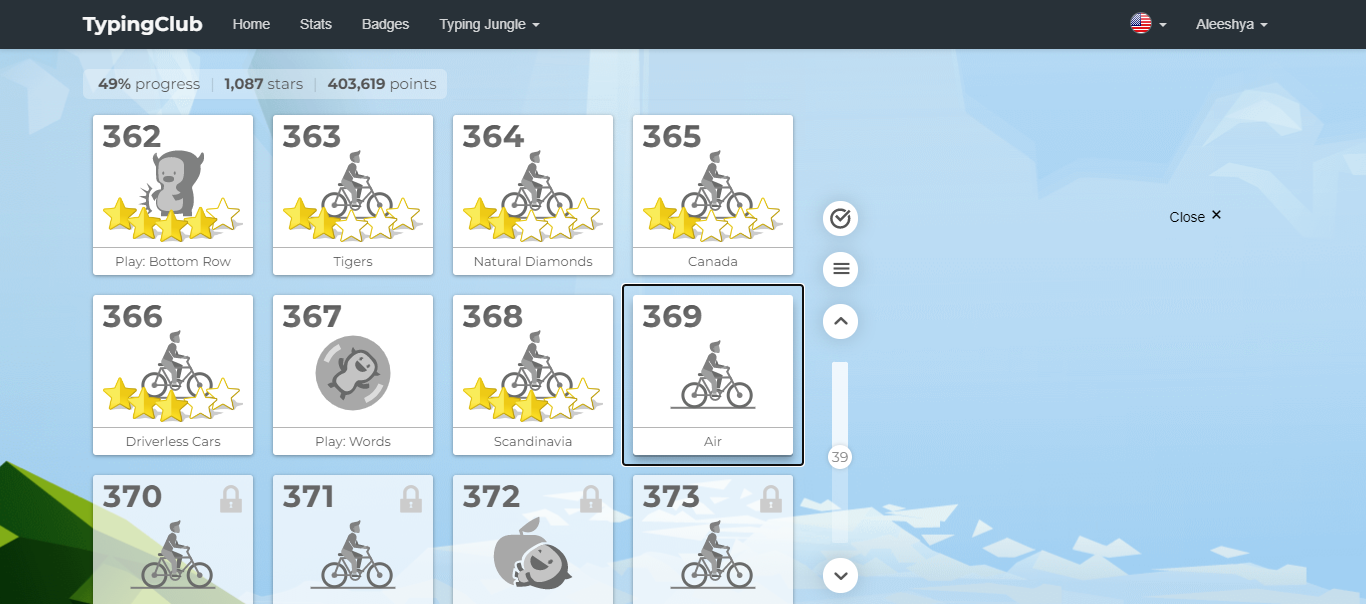 TypingClub Home Stats Badges Typing Jungle Aleeshya
49% progress | 1,087 stars | 403,619 points
362 363 364 365
Play: Bottom Row Tigers Natural Diamonds Canada
Close ×
366 367 368 369
Driverless Cars Play: Words Scandinavia Air
39
370 371 372 373